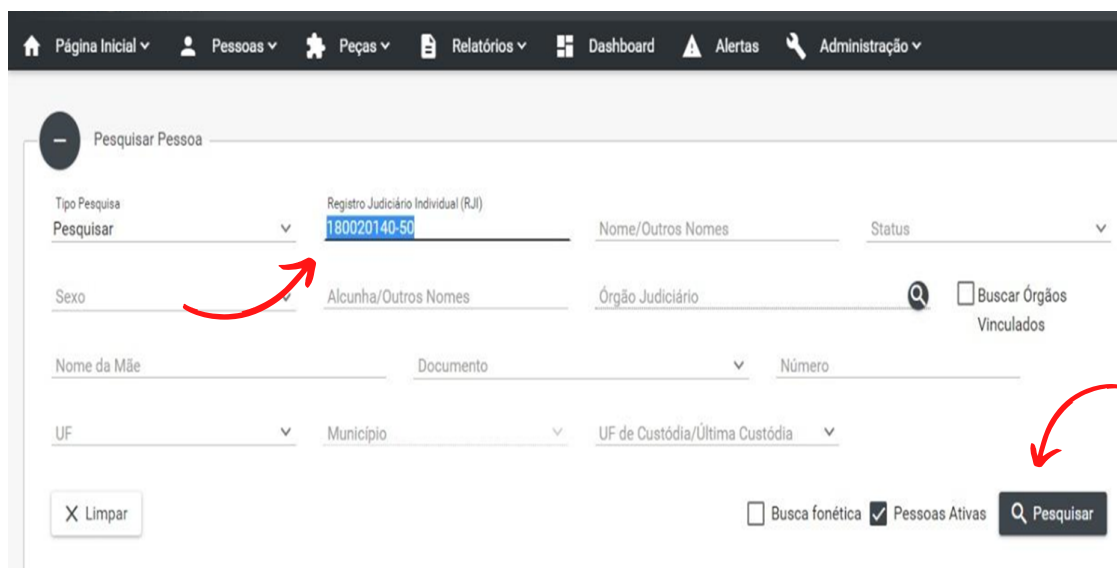 Página Inicial Pessoas Peças Relatórios Dashboard Alertas Administração
Pesquisar Pessoa
Tipo Pesquisa Registro Judiciário Individual (RJI)
Pesquisar 180020140-50 Nome/Outros Nomes Status
Sexo Alcunha/Outros Nomes Órgão Judiciário Buscar Órgãos
Vinculados
Nome da Mãe Documento Número
UF Município UF de Custódia/Última Custódia
X Limpar Busca fonética Pessoas Ativas Pesquisar